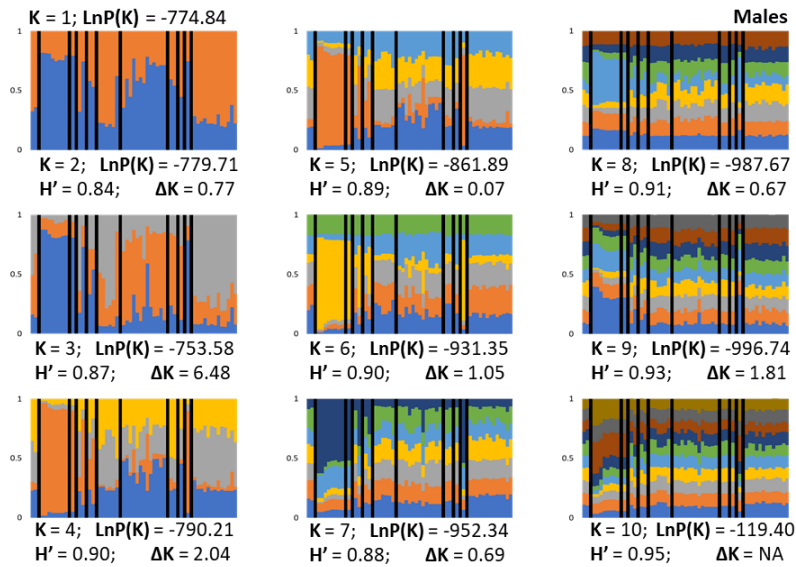 K = 1; LnP(K) = -774.84
Males
1
0.5
0
1
0.5
0
1
0.5
0
K = 2; LnP(K) = -779.71
H’ = 0.84; ΔK = 0.77
K = 5; LnP(K) = -861.89
H’ = 0.89; ΔK = 0.07
K = 8; LnP(K) = -987.67
H’ = 0.91; ΔK = 0.67
1
0.5
0
1
0.5
0
1
0.5
0
K = 3; LnP(K) = -753.58
H’ = 0.87; ΔK = 6.48
K = 6; LnP(K) = -931.35
H’ = 0.90; ΔK = 1.05
K = 9; LnP(K) = -996.74
H’ = 0.93; ΔK = 1.81
1
0.5
0
1
0.5
0
1
0.5
0
K = 4; LnP(K) = -790.21
H’ = 0.90; ΔK = 2.04
K = 7; LnP(K) = -952.34
H’ = 0.88; ΔK = 0.69
K = 10; LnP(K) = -119.40
H’ = 0.95; ΔK = NA